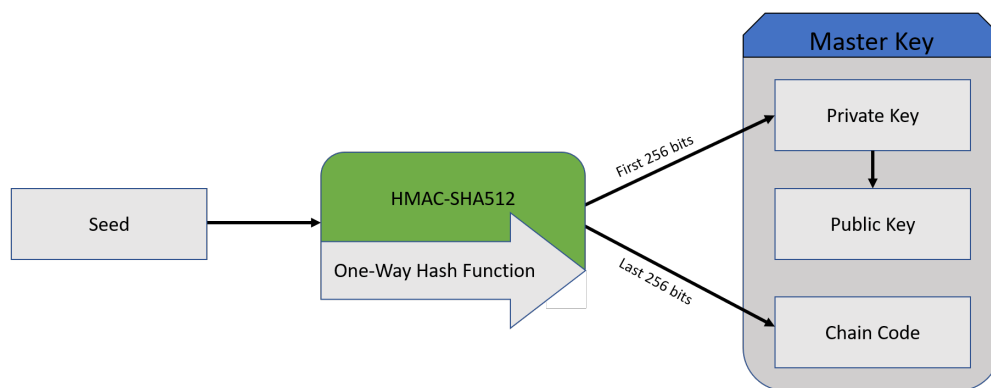 Master Key
Private Key
First 256 bits
HMAC-SHA512
Seed
Public Key
One-Way Hash Function
Last 256 bits
Chain Code